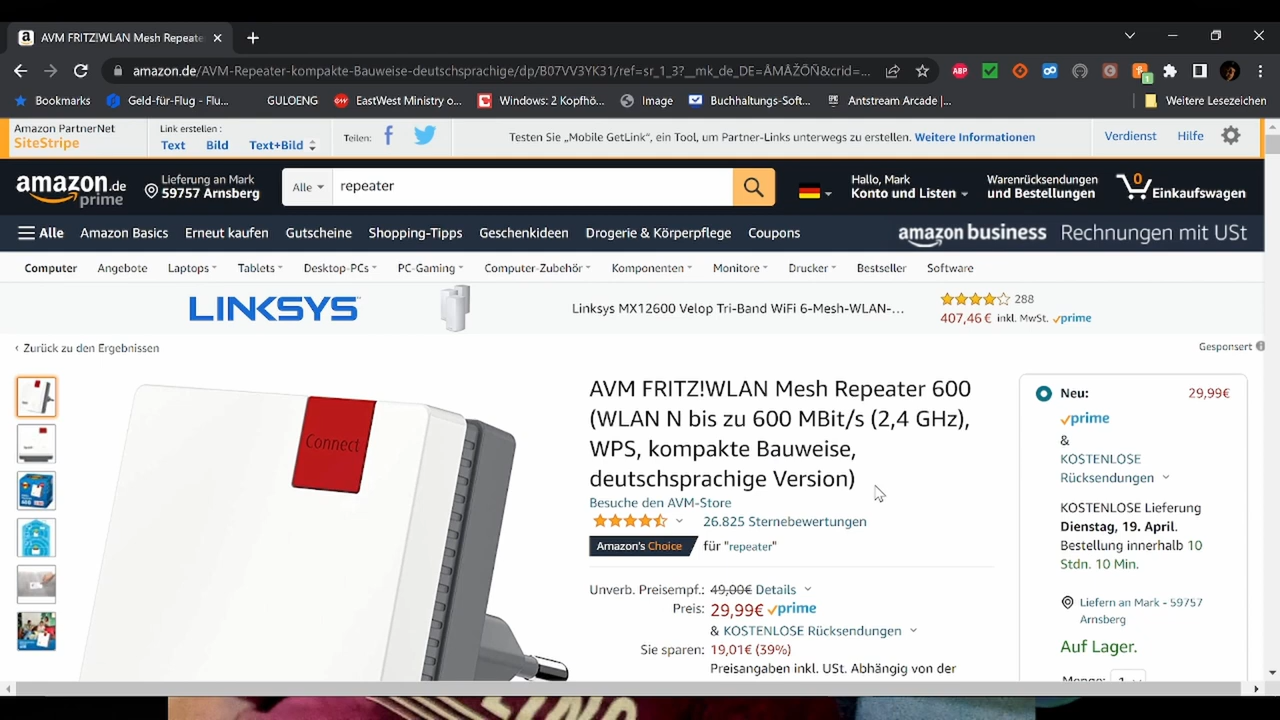 AVM FRITZ!WLAN Mesh Repeate
amazon.de/AVM-Repeater-kompakte-Bauweise-deutschsprachige/dp/B07VV3YK31/ref=sr_1_3?__mk_de_DE=ÅMÅŽÕÑ&crid=...
ABP
1
Bookmarks
Geld-für-Flug - Flu...
GULOENG
EastWest Ministry o...
Windows: 2 Kopfhö...
Image
Buchhaltungs-Soft...
Antstream Arcade |...
Weitere Lesezeichen
Amazon PartnerNet
SiteStripe
Link erstellen :
Text Bild Text+Bild
Teilen:
Testen Sie „Mobile GetLink“, ein Tool, um Partner-Links unterwegs zu erstellen. Weitere Informationen
Verdienst Hilfe
amazon.de
prime
Lieferung an Mark
59757 Arnsberg
Alle
repeater
Hallo, Mark
Konto und Listen
Warenrücksendungen
und Bestellungen
0
Einkaufswagen
Alle Amazon Basics Erneut kaufen Gutscheine Shopping-Tipps Geschenkideen Drogerie & Körperpflege Coupons
amazon business Rechnungen mit USt
Computer Angebote Laptops Tablets Desktop-PCs PC-Gaming Computer-Zubehör Komponenten Monitore Drucker Bestseller Software
LINKSYS
Linksys MX12600 Velop Tri-Band WiFi 6-Mesh-WLAN-...
288
407,46 € inkl. MwSt. prime
‹ Zurück zu den Ergebnissen
Gesponsert
Connect
AVM FRITZ!WLAN Mesh Repeater 600
(WLAN N bis zu 600 MBit/s (2,4 GHz),
WPS, kompakte Bauweise,
deutschsprachige Version)
Besuche den AVM-Store
26.825 Sternebewertungen
Amazon's Choice für "repeater"
Unverb. Preisempf.: 49,00€ Details
Preis: 29,99€ prime
& KOSTENLOSE Rücksendungen
Sie sparen: 19,01€ (39%)
Preisangaben inkl. USt. Abhängig von der
Neu: 29,99€
prime
&
KOSTENLOSE
Rücksendungen
KOSTENLOSE Lieferung
Dienstag, 19. April.
Bestellung innerhalb 10
Stdn. 10 Min.
Liefern an Mark - 59757
Arnsberg
Auf Lager.
Menge: 1